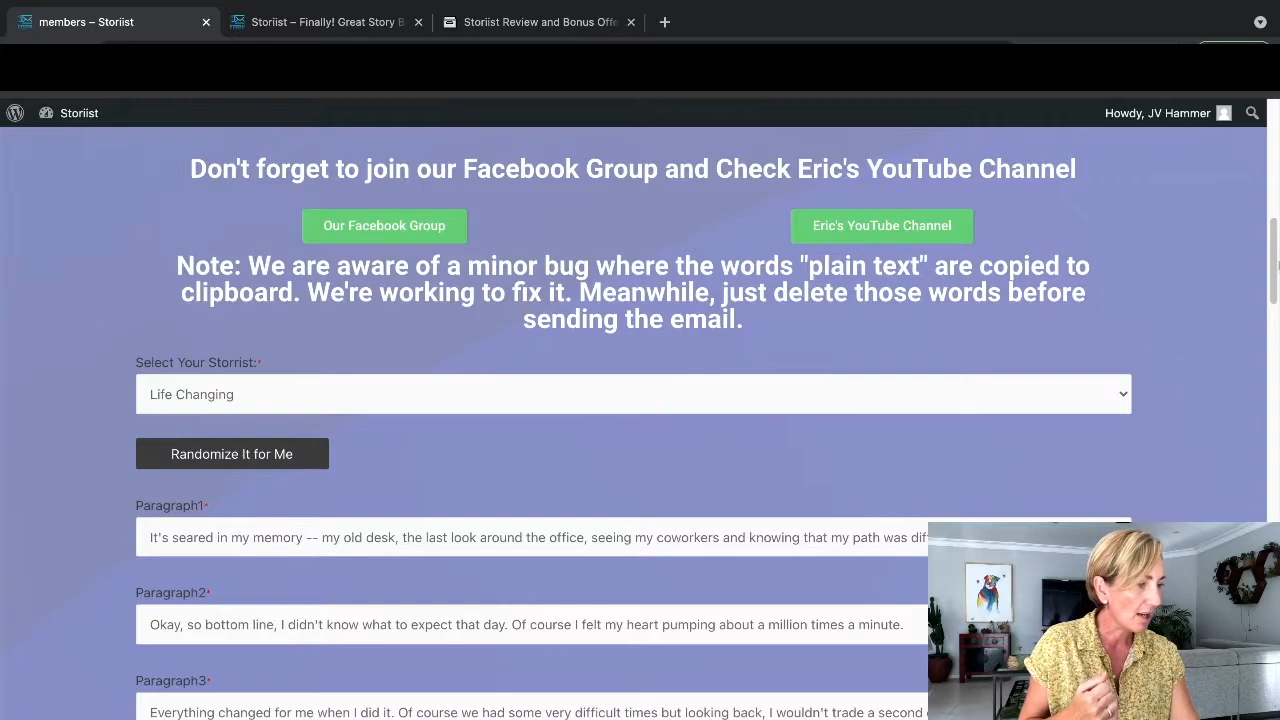 members – Storiist
Storiist – Finally! Great Story B
Storiist Review and Bonus Offe
Storiist
Howdy, JV Hammer
Don't forget to join our Facebook Group and Check Eric's YouTube Channel
Our Facebook Group
Eric's YouTube Channel
Note: We are aware of a minor bug where the words "plain text" are copied to
clipboard. We're working to fix it. Meanwhile, just delete those words before
sending the email.
Select Your Storrist:*
Life Changing
Randomize It for Me
Paragraph1*
It's seared in my memory -- my old desk, the last look around the office, seeing my coworkers and knowing that my path was dif
Paragraph2*
Okay, so bottom line, I didn't know what to expect that day. Of course I felt my heart pumping about a million times a minute.
Paragraph3*
Everything changed for me when I did it. Of course we had some very difficult times but looking back, I wouldn't trade a second